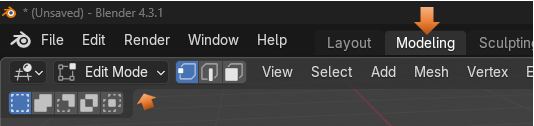 * (Unsaved) - Blender 4.3.1
File Edit Render Window Help Layout Modeling Sculpting
Edit Mode View Select Add Mesh Vertex